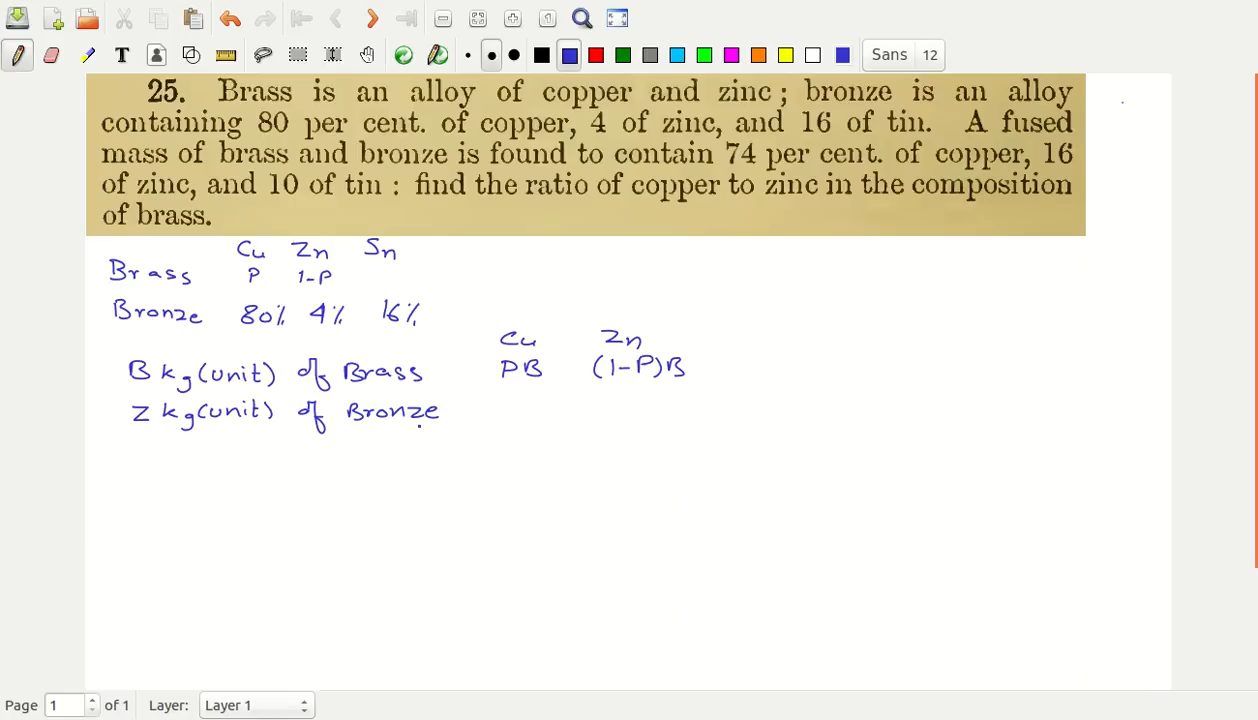 Sans 12
25. Brass is an alloy of copper and zinc ; bronze is an alloy
containing 80 per cent. of copper, 4 of zinc, and 16 of tin. A fused
mass of brass and bronze is found to contain 74 per cent. of copper, 16
of zinc, and 10 of tin : find the ratio of copper to zinc in the composition
of brass.
Cu Zn Sn
Brass P 1-P
Bronze 80% 4% 16%
Cu Zn
B kg(unit) of Brass PB (1-P)B
Z kg(unit) of Bronze
Page 1 of 1 Layer: Layer 1